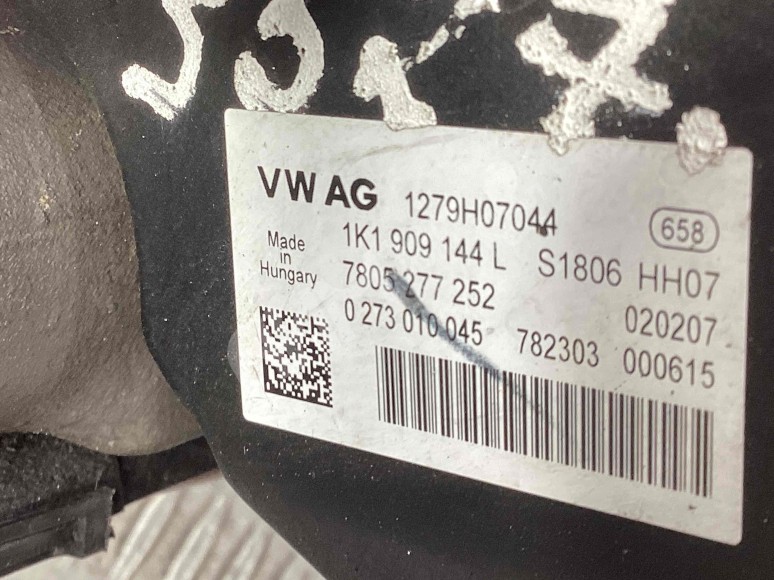 VW AG 1279H07044 658
Made in Hungary
1K1 909 144 L S1806 HH07
7805 277 252 020207
0 273 010 045 782303 000615